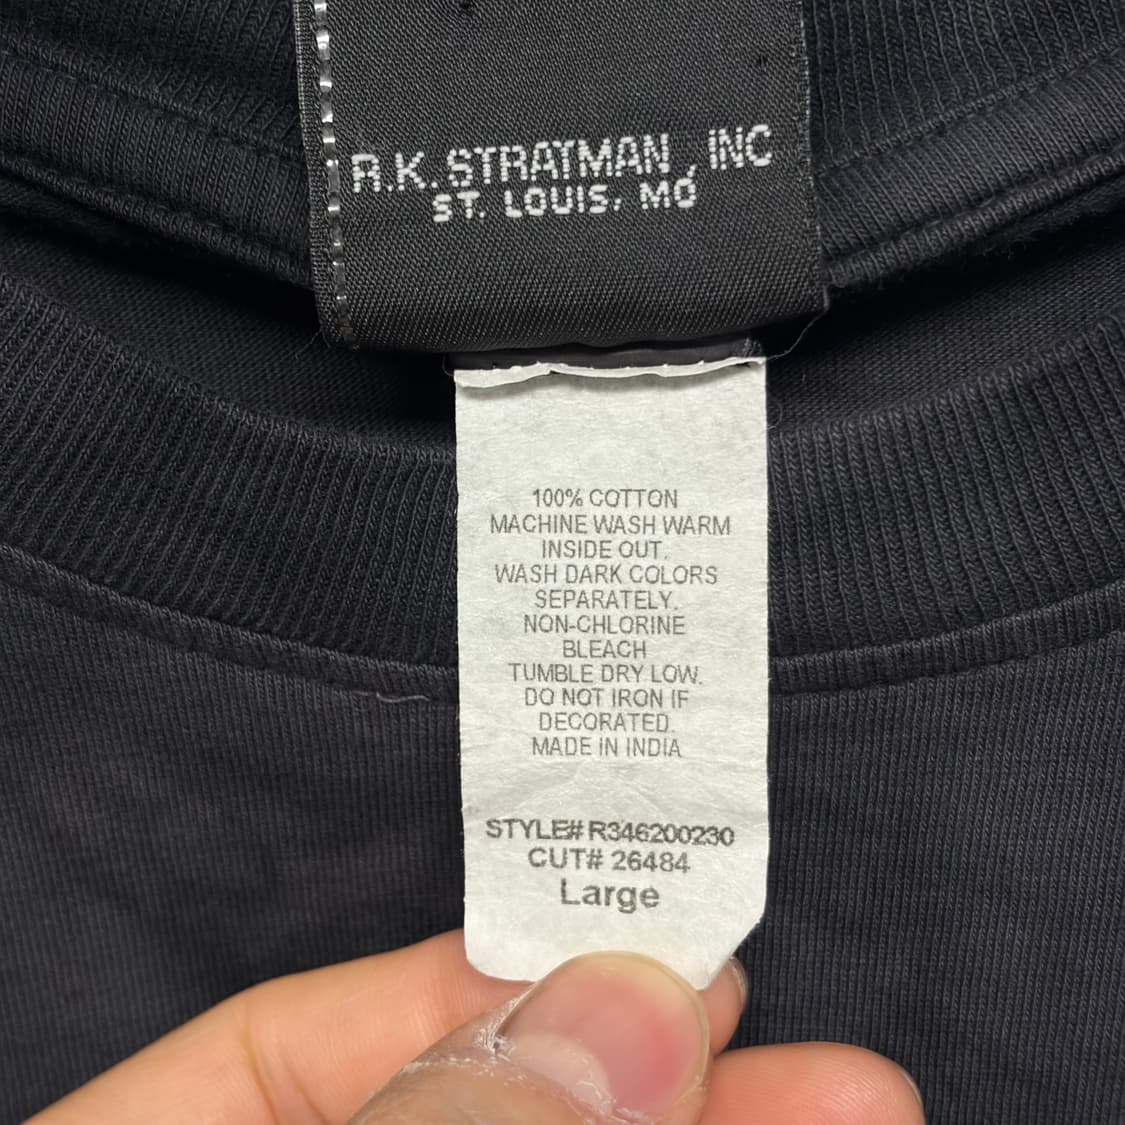 R.K. STRATMAN, INC
ST. LOUIS, MO
100% COTTON
MACHINE WASH WARM
INSIDE OUT.
WASH DARK COLORS
SEPARATELY.
NON-CHLORINE
BLEACH
TUMBLE DRY LOW.
DO NOT IRON IF
DECORATED.
MADE IN INDIA
STYLE# R346200230
CUT# 26484
Large